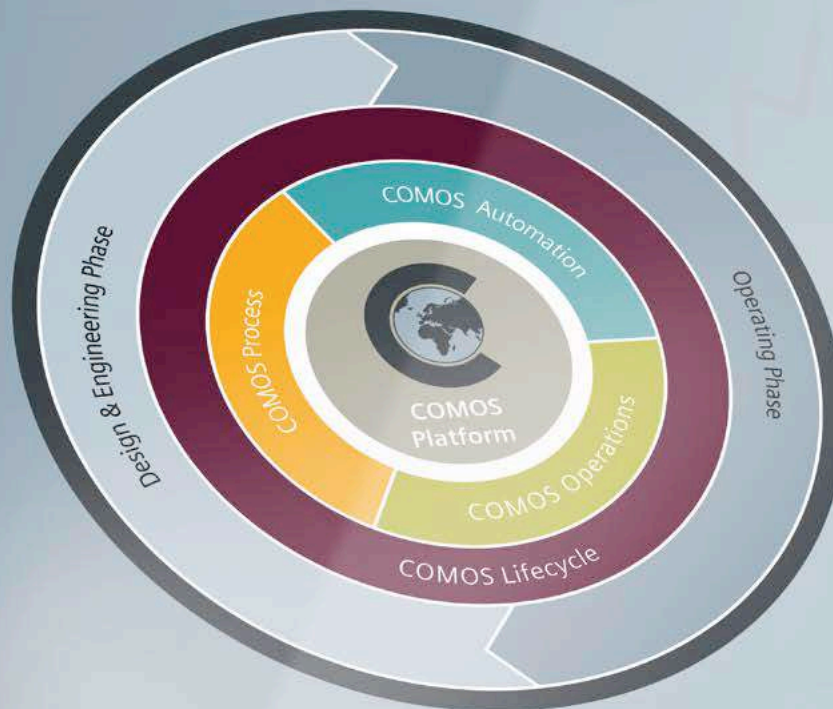 Design & Engineering Phase
Operating Phase
COMOS Automation
COMOS Process
COMOS Operations
COMOS Lifecycle
COMOS
Platform